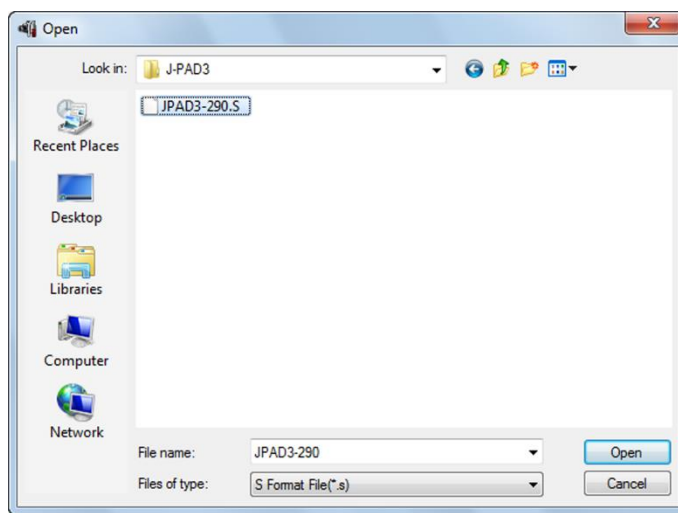 Open
Look in:
J-PAD3
JPAD3-290.S
Recent Places
Desktop
Libraries
Computer
Network
File name:
JPAD3-290
Open
Files of type:
S Format File(*.s)
Cancel